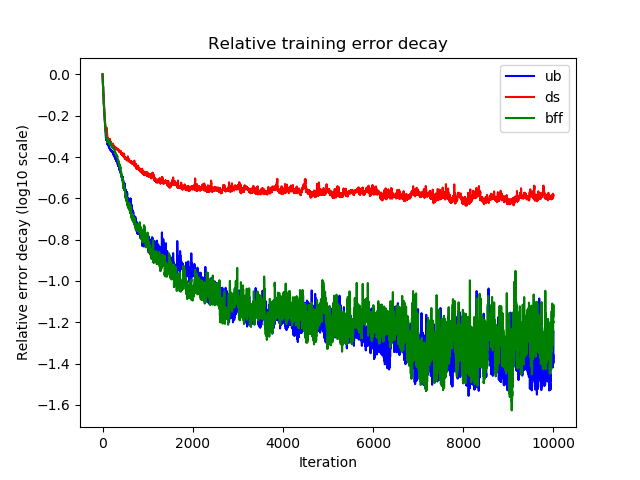 Relative training error decay
Relative error decay (log10 scale)
0.0
−0.2
−0.4
−0.6
−0.8
−1.0
−1.2
−1.4
−1.6
ub
ds
bff
0
2000
4000
6000
8000
10000
Iteration